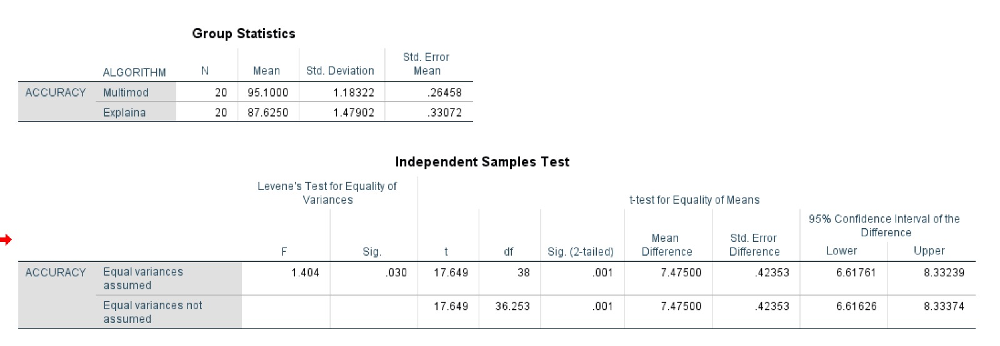 Group Statistics
Std. Error
ALGORITHM N Mean Std. Deviation Mean
ACCURACY Multimod 20 95.1000 1.18322 .26458
Explaina 20 87.6250 1.47902 .33072
Independent Samples Test
Levene's Test for Equality of
Variances
t-test for Equality of Means
95% Confidence Interval of the
Difference
Mean Std. Error
F Sig. t df Sig. (2-tailed) Difference Difference Lower Upper
ACCURACY Equal variances
assumed
1.404 .030 17.649 38 .001 7.47500 .42353 6.61761 8.33239
Equal variances not
assumed
17.649 36.253 .001 7.47500 .42353 6.61626 8.33374